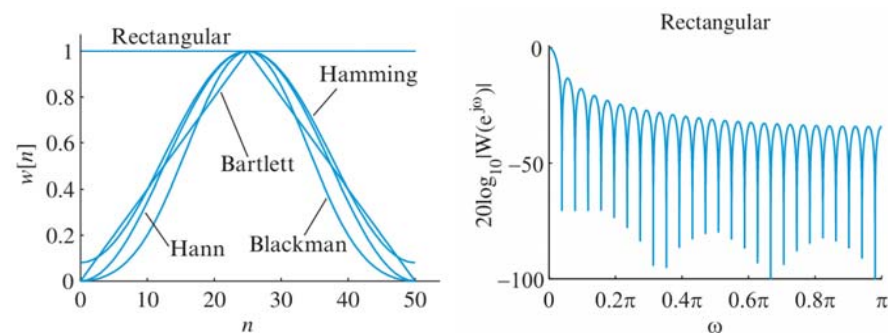 Rectangular
Hamming
Bartlett
Hann
Blackman
w[n]
1
0.8
0.6
0.4
0.2
0
0 10 20 30 40 50
n
Rectangular
20log₁₀|W(e^{jω})|
0
−50
−100
0 0.2π 0.4π 0.6π 0.8π π
ω